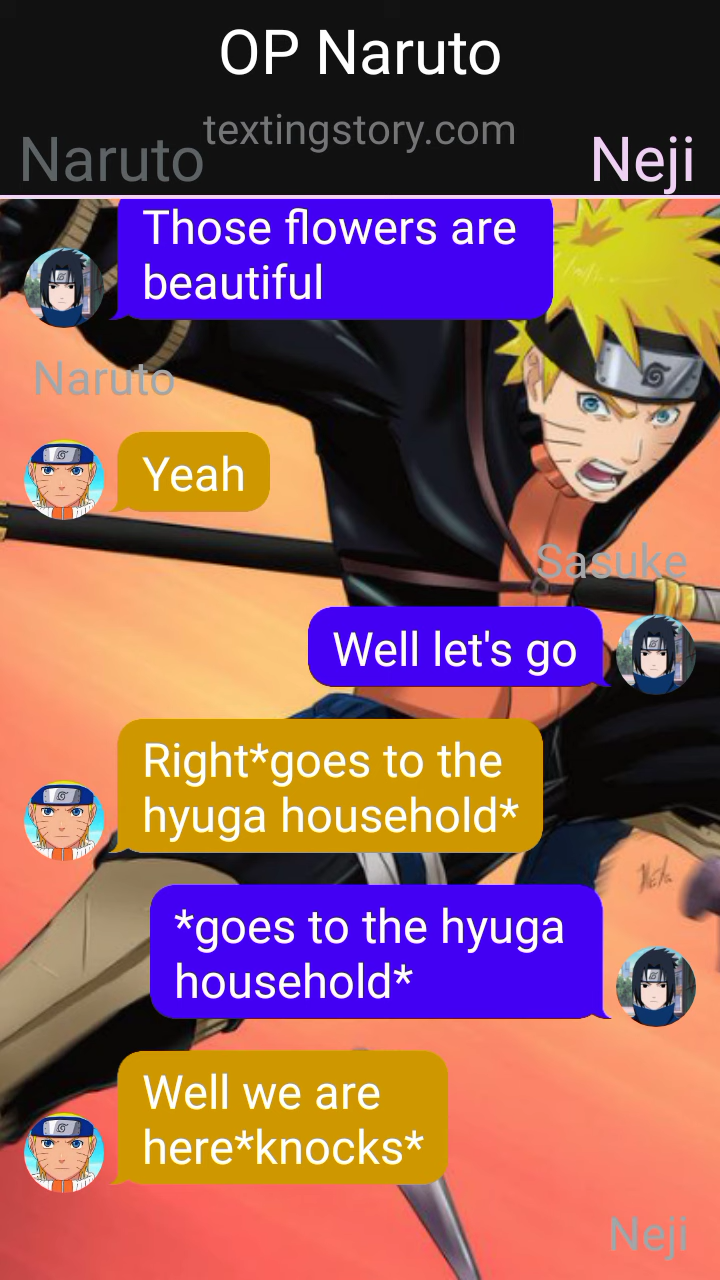 OP Naruto
textingstory.com
Naruto
Neji
Those flowers are
beautiful
Naruto
Yeah
Sasuke
Well let's go
Right*goes to the
hyuga household*
*goes to the hyuga
household*
Well we are
here*knocks*
Neji